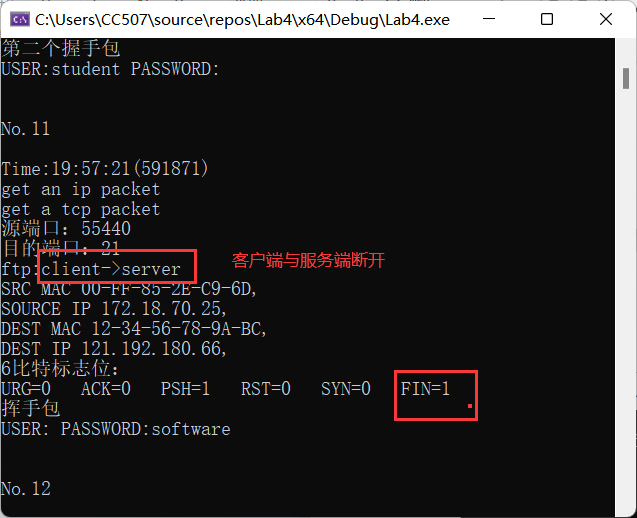 C:\Users\CC507\source\repos\Lab4\x64\Debug\Lab4.exe
第二个握手包
USER:student PASSWORD:
No.11
Time:19:57:21(591871)
get an ip packet
get a tcp packet
源端口：55440
目的端口：21
ftp:client->server
客户端与服务端断开
SRC MAC 00-FF-85-2E-C9-6D,
SOURCE IP 172.18.70.25,
DEST MAC 12-34-56-78-9A-BC,
DEST IP 121.192.180.66,
6比特标志位：
URG=0 ACK=0 PSH=1 RST=0 SYN=0 FIN=1
挥手包
USER: PASSWORD:software
No.12